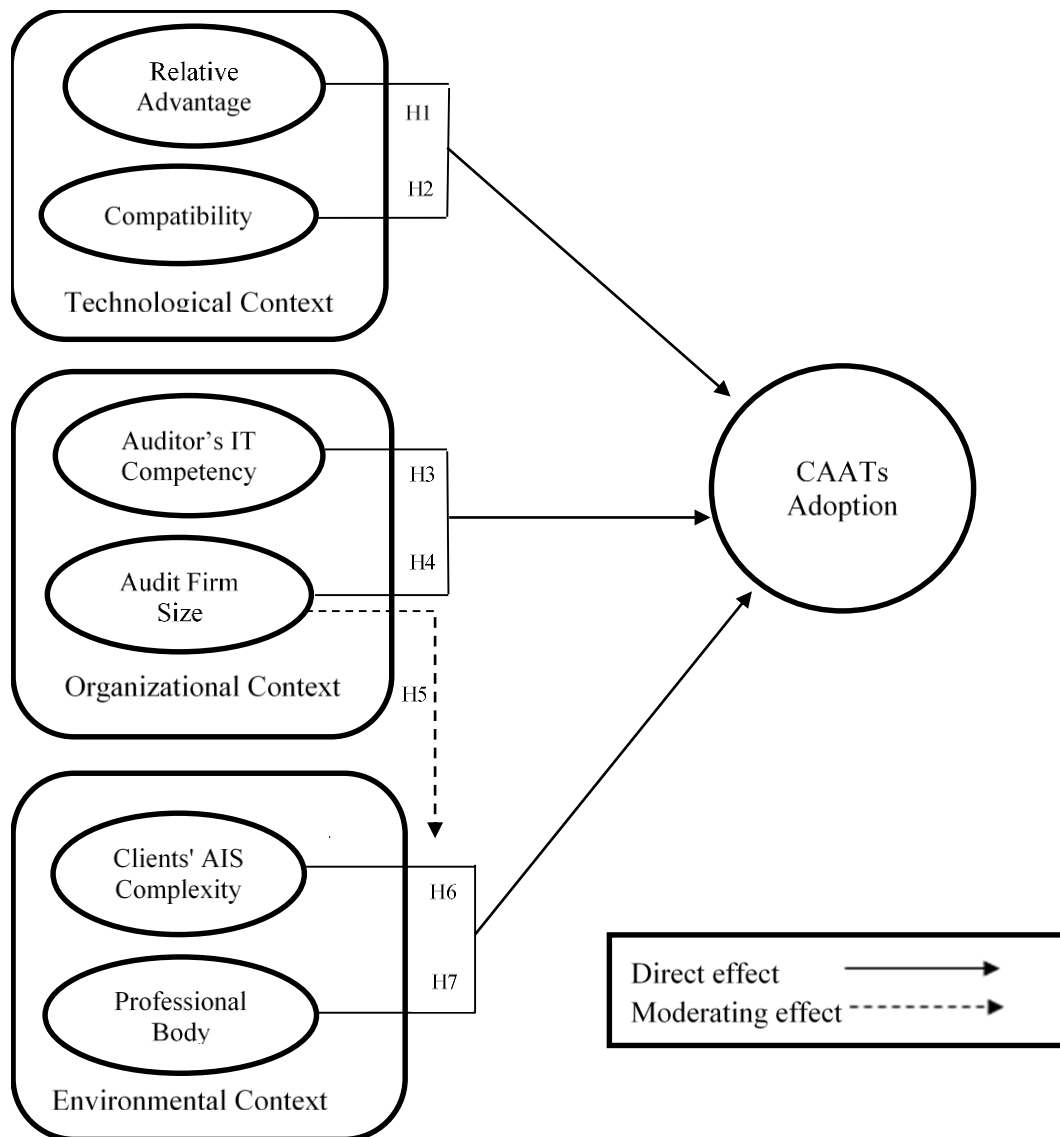 Relative
Advantage
H1
H2
Compatibility
Technological Context
Auditor's IT
Competency
H3
H4
Audit Firm
Size
Organizational Context
H5
CAATs
Adoption
Clients' AIS
Complexity
H6
H7
Professional
Body
Environmental Context
Direct effect
Moderating effect